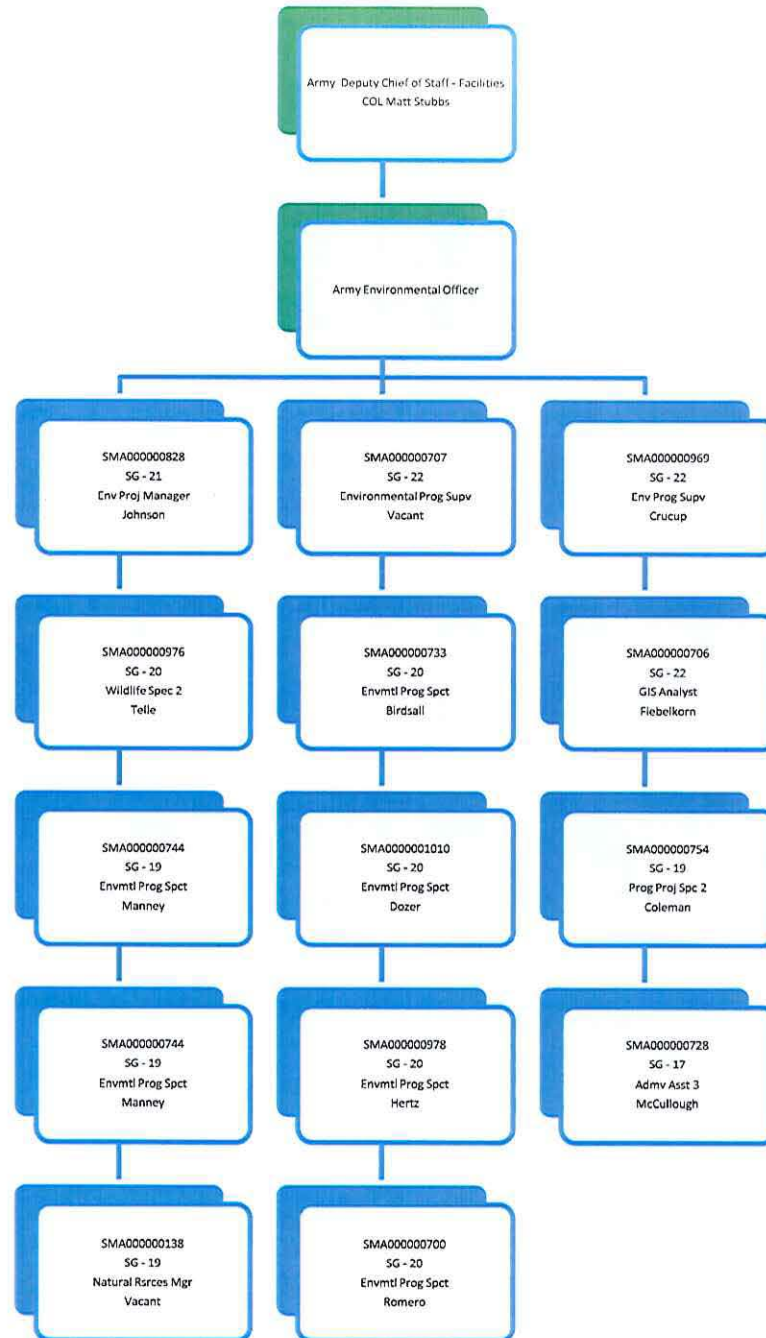 Army Deputy Chief of Staff - Facilities
COL Matt Stubbs
Army Environmental Officer
SMA000000828
SG - 21
Env Proj Manager
Johnson
SMA000000707
SG - 22
Environmental Prog Supv
Vacant
SMA000000969
SG - 22
Env Prog Supv
Crucup
SMA000000976
SG - 20
Wildlife Spec 2
Telle
SMA000000733
SG - 20
Envmtl Prog Spct
Birdsall
SMA000000706
SG - 22
GIS Analyst
Fiebelkorn
SMA000000744
SG - 19
Envmtl Prog Spct
Manney
SMA0000001010
SG - 20
Envmtl Prog Spct
Dozer
SMA000000754
SG - 19
Prog Proj Spc 2
Coleman
SMA000000744
SG - 19
Envmtl Prog Spct
Manney
SMA000000978
SG - 20
Envmtl Prog Spct
Hertz
SMA000000728
SG - 17
Admv Asst 3
McCullough
SMA000000138
SG - 19
Natural Rsrces Mgr
Vacant
SMA000000700
SG - 20
Envmtl Prog Spct
Romero